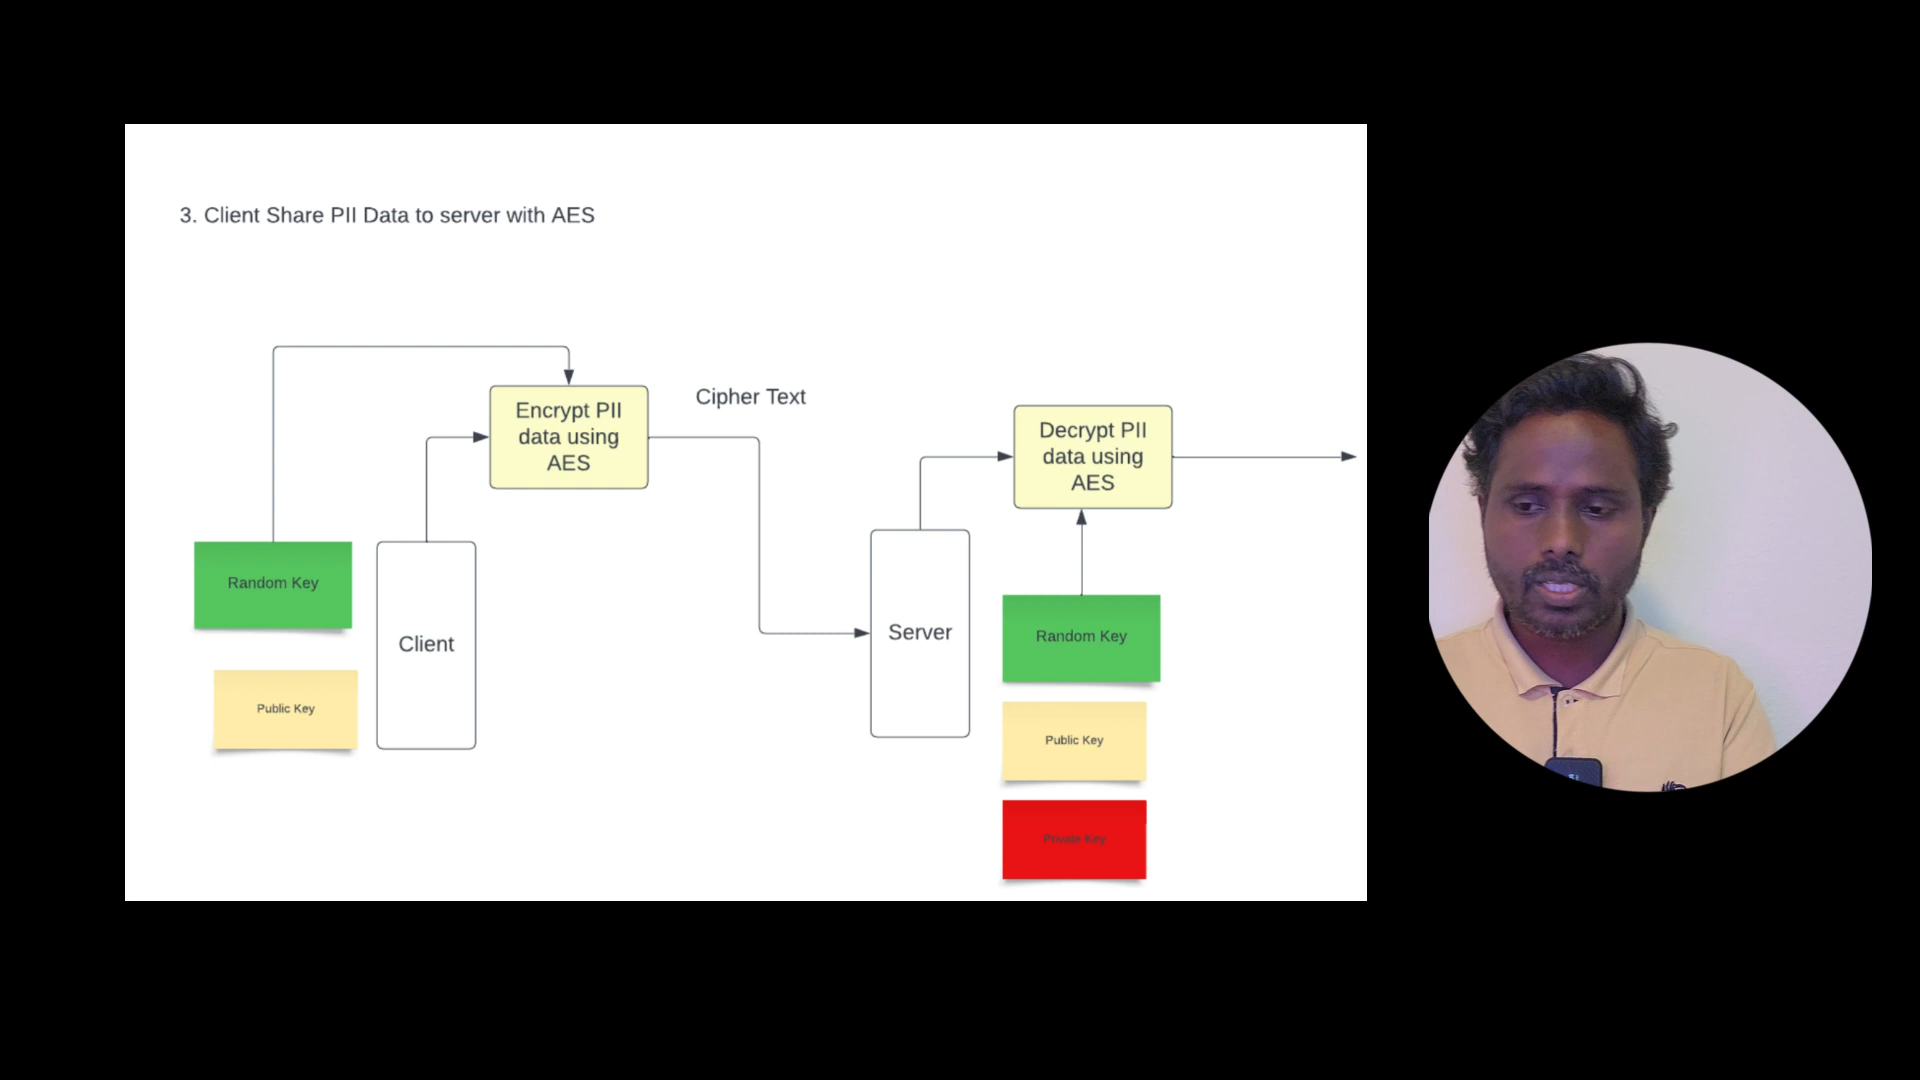 3. Client Share PII Data to server with AES
Encrypt PII
data using
AES
Cipher Text
Decrypt PII
data using
AES
Random Key
Client
Public Key
Server
Random Key
Public Key
Private Key